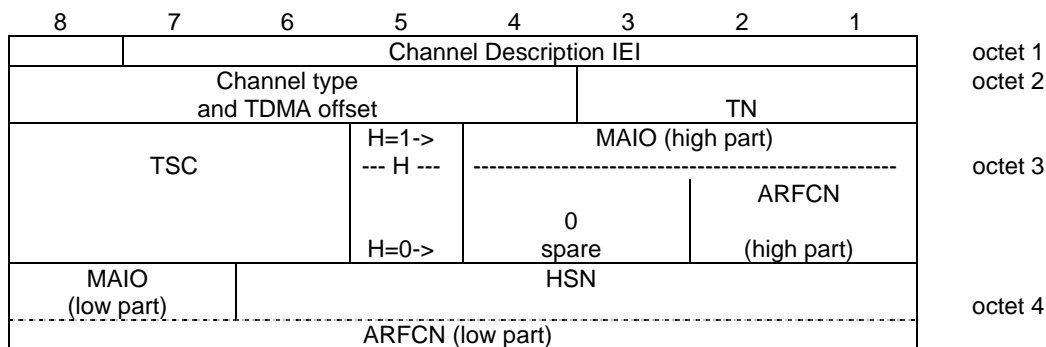 8 7 6 5 4 3 2 1
Channel Description IEI octet 1
Channel type octet 2
and TDMA offset TN
H=1-> MAIO (high part)
TSC --- H --- ------------------------------------------------------- octet 3
ARFCN
0
H=0-> spare (high part)
MAIO HSN
(low part) octet 4
ARFCN (low part)